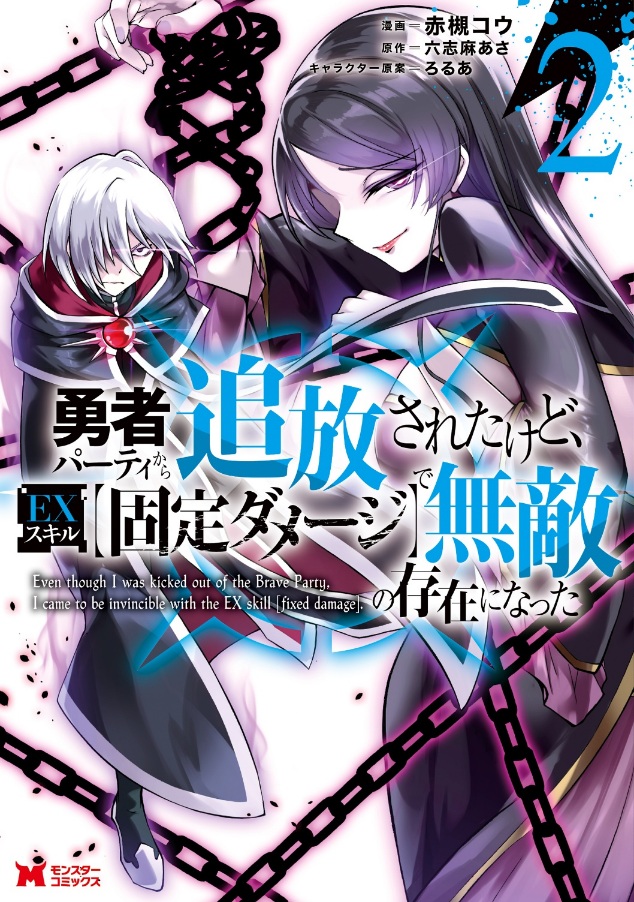 漫画 赤槻コウ
原作 六志麻あさ
キャラクター原案 ろるあ
2
勇者
パーティから
追放されたけど、
EX
スキル
【固定ダメージ】で無敵
Even though I was kicked out of the Brave Party,
I came to be invincible with the EX skill [fixed damage].
の存在になった
M モンスター
コミックス